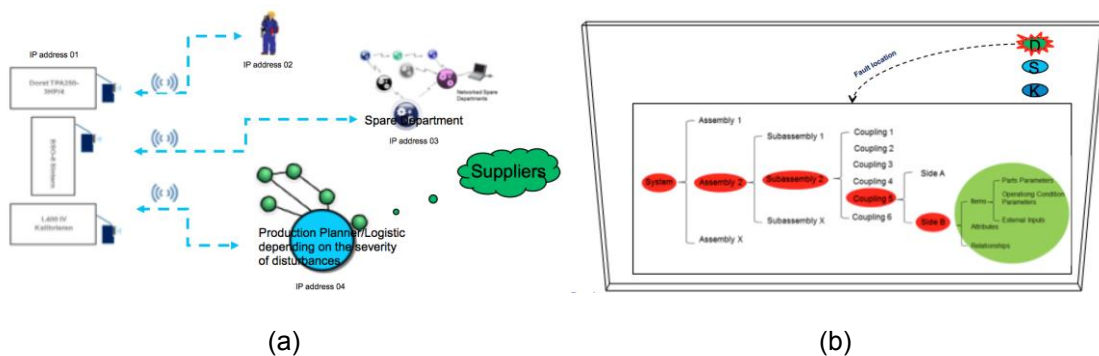 IP address 01
IP address 02
Networked Spare
Departments
Spare Department
IP address 03
Suppliers
Production Planner/Logistic
depending on the severity
of disturbances
IP address 04
(a)
D
S
K
Fault location
System
Assembly 1
Assembly 2
Assembly X
Subassembly 1
Subassembly 2
Subassembly X
Coupling 1
Coupling 2
Coupling 3
Coupling 4
Coupling 5
Coupling 6
Side A
Side B
Items
Attributes
Relationships
Parts Parameters
Operationg Condition
Parameters
External Inputs
(b)